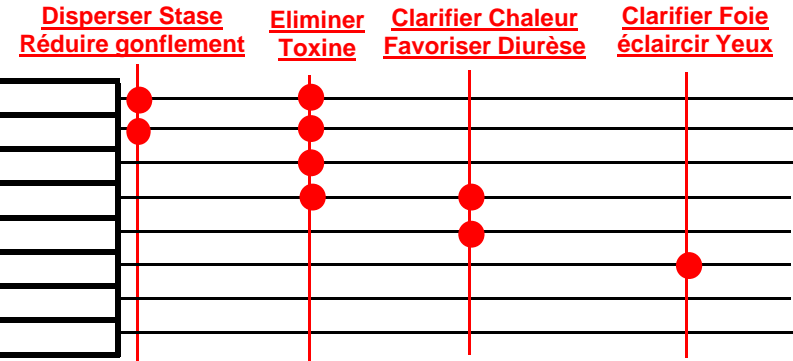 Disperser Stase
Réduire gonflement
Eliminer
Toxine
Clarifier Chaleur
Favoriser Diurèse
Clarifier Foie
éclaircir Yeux